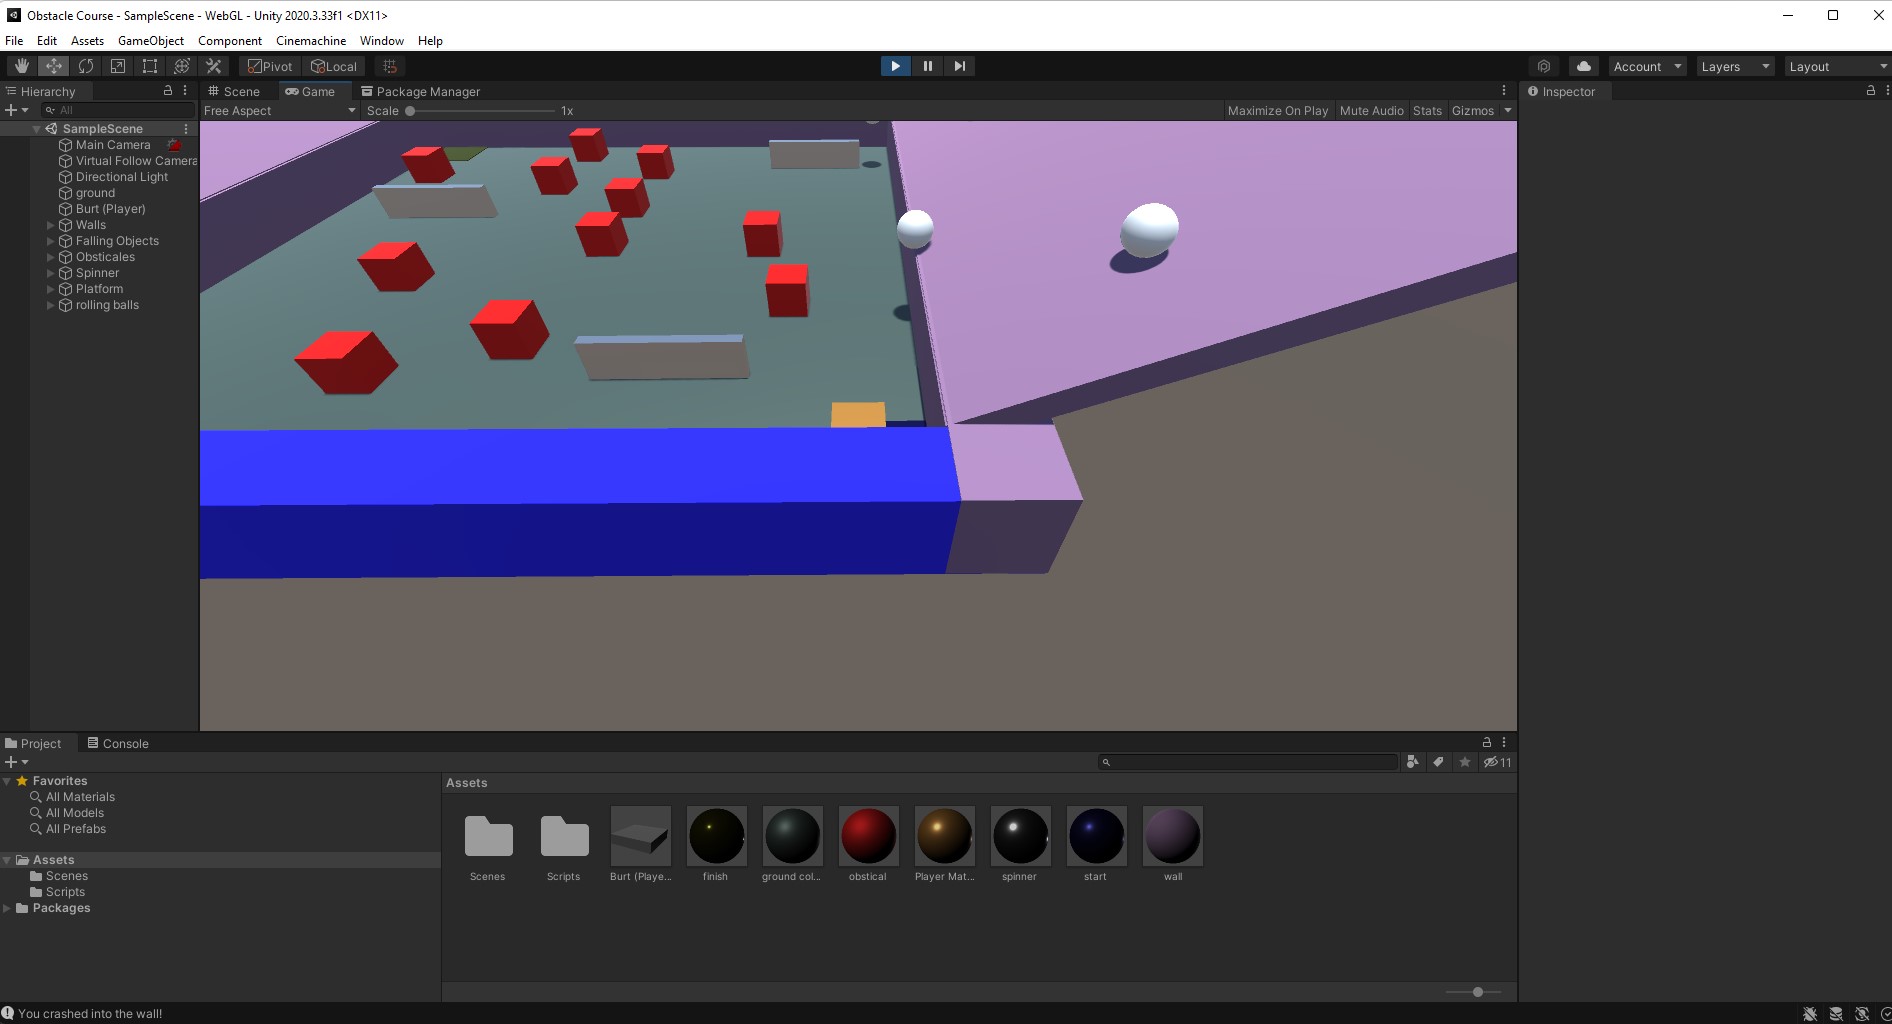 Obstacle Course - SampleScene - WebGL - Unity 2020.3.33f1 <DX11>
File Edit Assets GameObject Component Cinemachine Window Help
Pivot Local Account Layers Layout
Hierarchy Scene Game Package Manager Inspector
All Free Aspect Scale 1x Maximize On Play Mute Audio Stats Gizmos
SampleScene
Main Camera
Virtual Follow Camera
Directional Light
ground
Burt (Player)
Walls
Falling Objects
Obsticales
Spinner
Platform
rolling balls
Project Console
11
Favorites
All Materials
All Models
All Prefabs
Assets
Scenes
Scripts
Packages
Assets
Scenes Scripts Burt (Playe... finish ground col... obstical Player Mat... spinner start wall
You crashed into the wall!